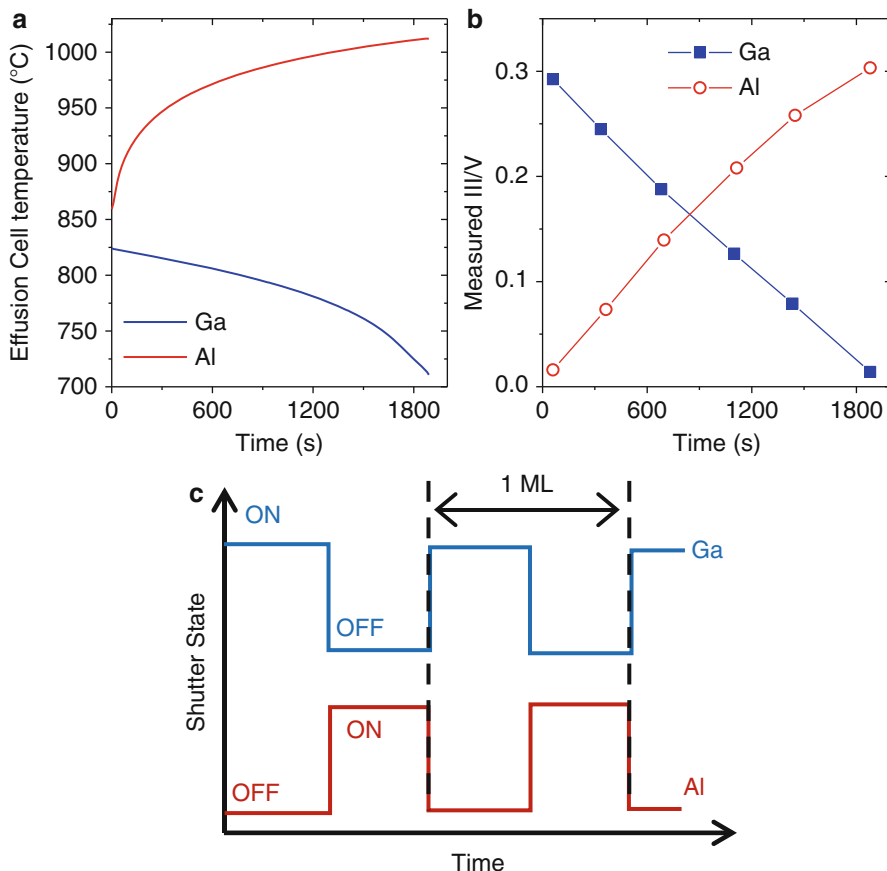 a
Effusion Cell temperature (°C)
1000
950
900
850
800
750
700
Ga
Al
0
600
1200
1800
Time (s)
b
Measured III/V
0.3
0.2
0.1
0.0
Ga
Al
0
600
1200
1800
Time (s)
c
Shutter State
ON
OFF
1 ML
Ga
OFF
ON
Al
Time